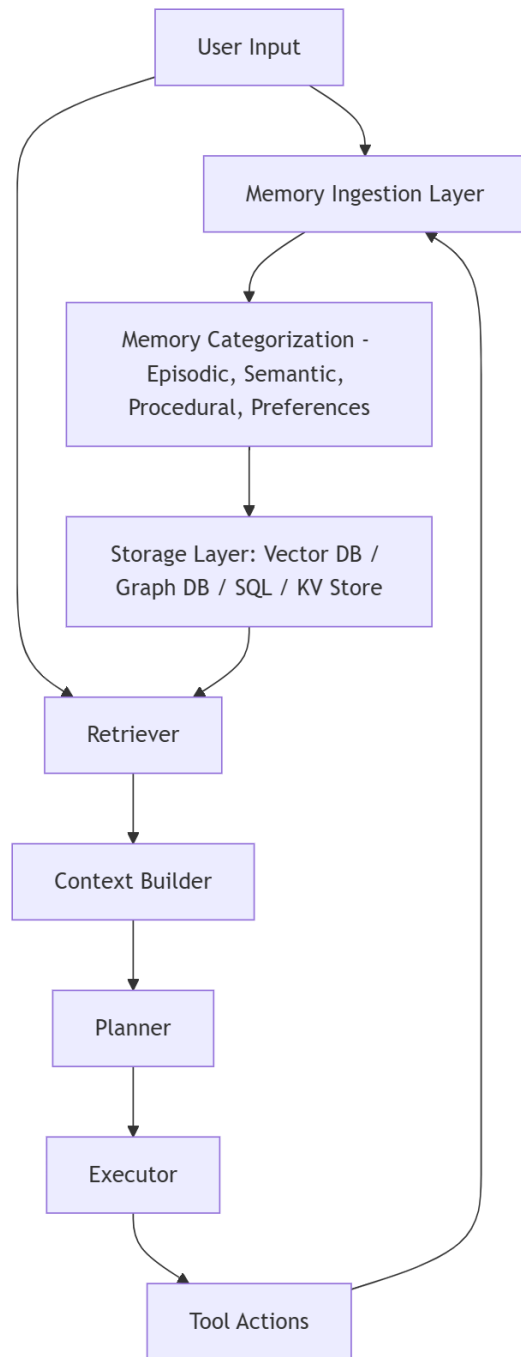 User Input
Memory Ingestion Layer
Memory Categorization -
Episodic, Semantic,
Procedural, Preferences
Storage Layer: Vector DB /
Graph DB / SQL / KV Store
Retriever
Context Builder
Planner
Executor
Tool Actions